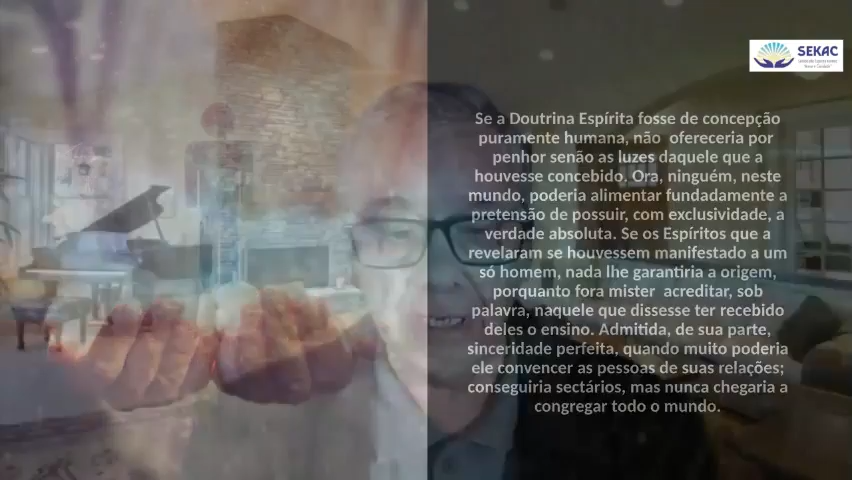 SEKAC
Se a Doutrina Espírita fosse de concepção
puramente humana, não ofereceria por
penhor senão as luzes daquele que a
houvesse concebido. Ora, ninguém, neste
mundo, poderia alimentar fundadamente a
pretensão de possuir, com exclusividade, a
verdade absoluta. Se os Espíritos que a
revelaram se houvessem manifestado a um
só homem, nada lhe garantiria a origem,
porquanto fora mister acreditar, sob
palavra, naquele que dissesse ter recebido
deles o ensino. Admitida, de sua parte,
sinceridade perfeita, quando muito poderia
ele convencer as pessoas de suas relações;
conseguiria sectários, mas nunca chegaria a
congregar todo o mundo.